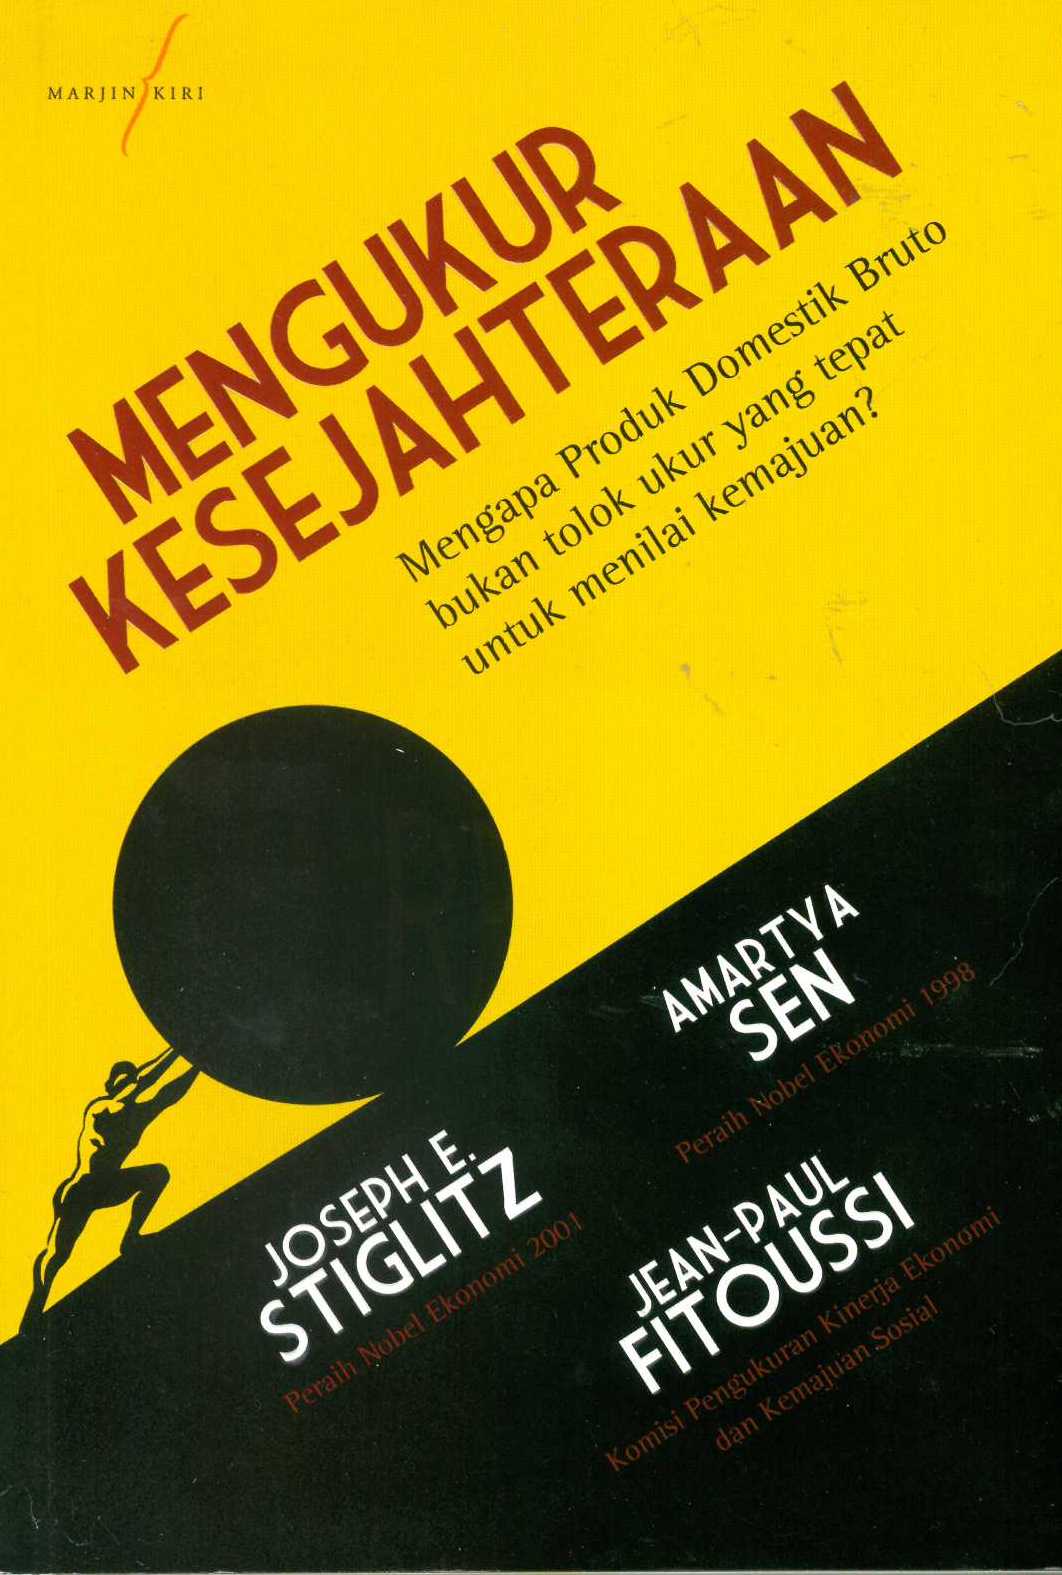 MARJIN KIRI
MENGUKUR
KESEJAHTERAAN
Mengapa Produk Domestik Bruto
bukan tolok ukur yang tepat
untuk menilai kemajuan?
AMARTYA
SEN
Peraih Nobel Ekonomi 1998
JOSEPH E.
STIGLITZ
Peraih Nobel Ekonomi 2001
JEAN-PAUL
FITOUSSI
Komisi Pengukuran Kinerja Ekonomi
dan Kemajuan Sosial